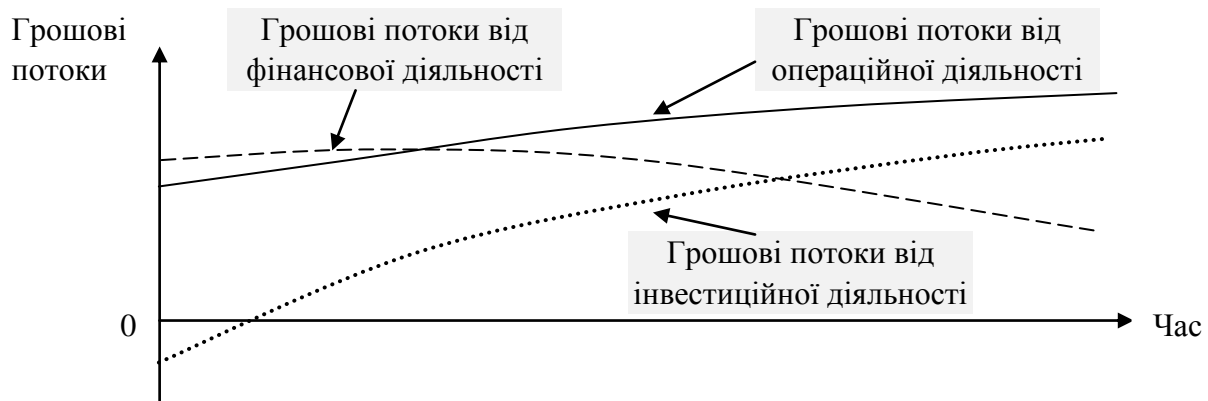 Грошові
потоки
Грошові потоки від
фінансової діяльності
Грошові потоки від
операційної діяльності
Грошові потоки від
інвестиційної діяльності
0
Час